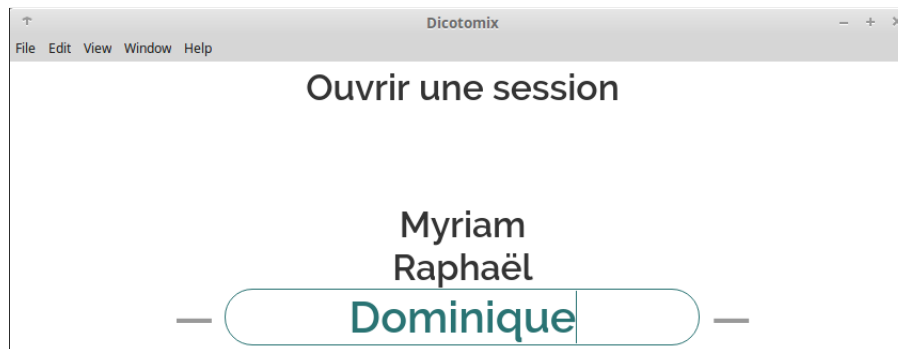 Dicotomix
File Edit View Window Help
Ouvrir une session
Myriam
Raphaël
Dominique